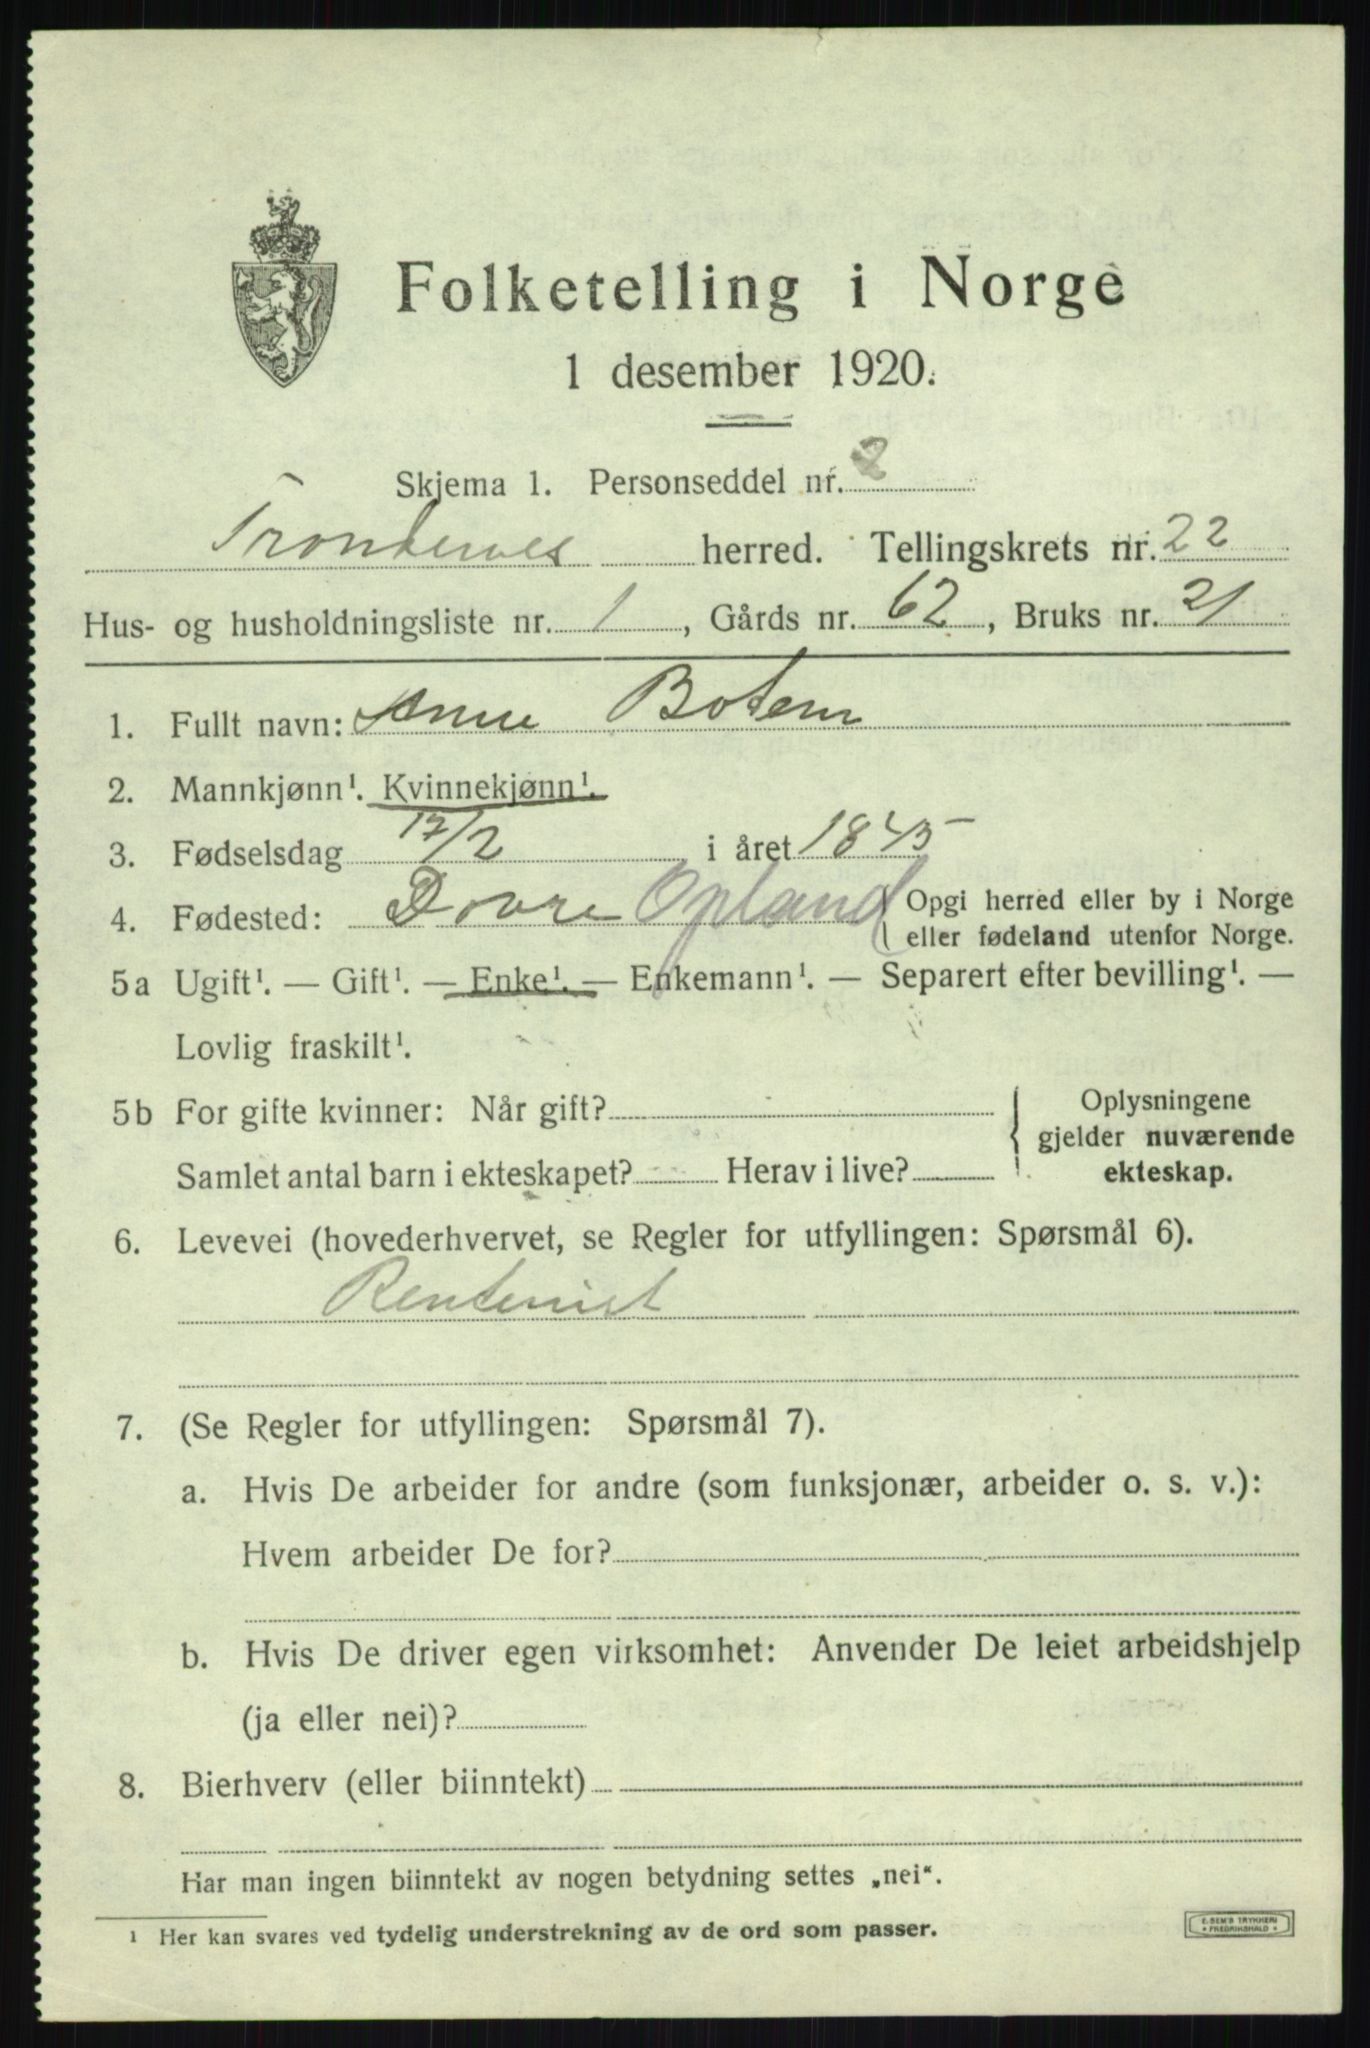 Folketelling i Norge
1 desember 1920.
Skjema 1. Personseddel nr. 2
Trondenes herred. Tellingskrets nr. 22
Hus- og husholdningsliste nr. 1, Gårds nr. 62, Bruks nr. 21
1. Fullt navn: Anne Botem
2. Mannkjønn¹. Kvinnekjønn¹.
3. Fødselsdag 17/2 i året 1845
4. Fødested: Dovre Opland { Opgi herred eller by i Norge
eller fødeland utenfor Norge.
5a Ugift¹. — Gift¹. — Enke¹. — Enkemann¹. — Separert efter bevilling¹. —
Lovlig fraskilt¹.
5b For gifte kvinner: Når gift?
Samlet antal barn i ekteskapet? Herav i live?
{ Oplysningene
gjelder nuværende
ekteskap.
6. Levevei (hovederhvervet, se Regler for utfyllingen: Spørsmål 6).
Rentenist
7. (Se Regler for utfyllingen: Spørsmål 7).
a. Hvis De arbeider for andre (som funksjonær, arbeider o. s. v.):
Hvem arbeider De for?
b. Hvis De driver egen virksomhet: Anvender De leiet arbeidshjelp
(ja eller nei)?
8. Bierhverv (eller biinntekt)
Har man ingen biinntekt av nogen betydning settes „nei“.
¹ Her kan svares ved tydelig understrekning av de ord som passer.
E. SEM'S TRYKKERI
• FREDRIKSHALD •